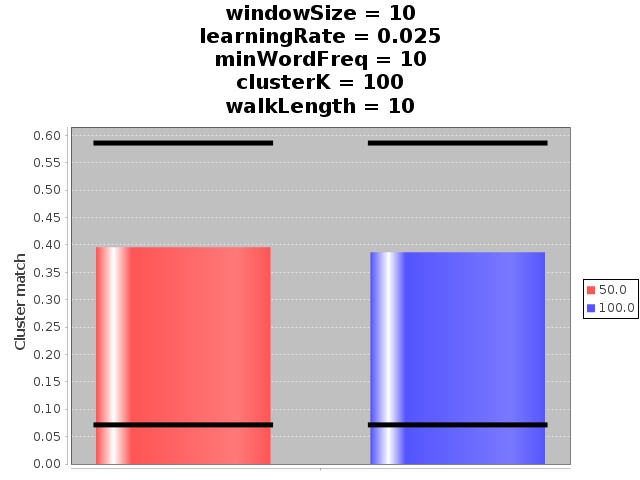 windowSize = 10
learningRate = 0.025
minWordFreq = 10
clusterK = 100
walkLength = 10
0.60
0.55
0.50
0.45
0.40
0.35
0.30
0.25
0.20
0.15
0.10
0.05
0.00
Cluster match
50.0
100.0